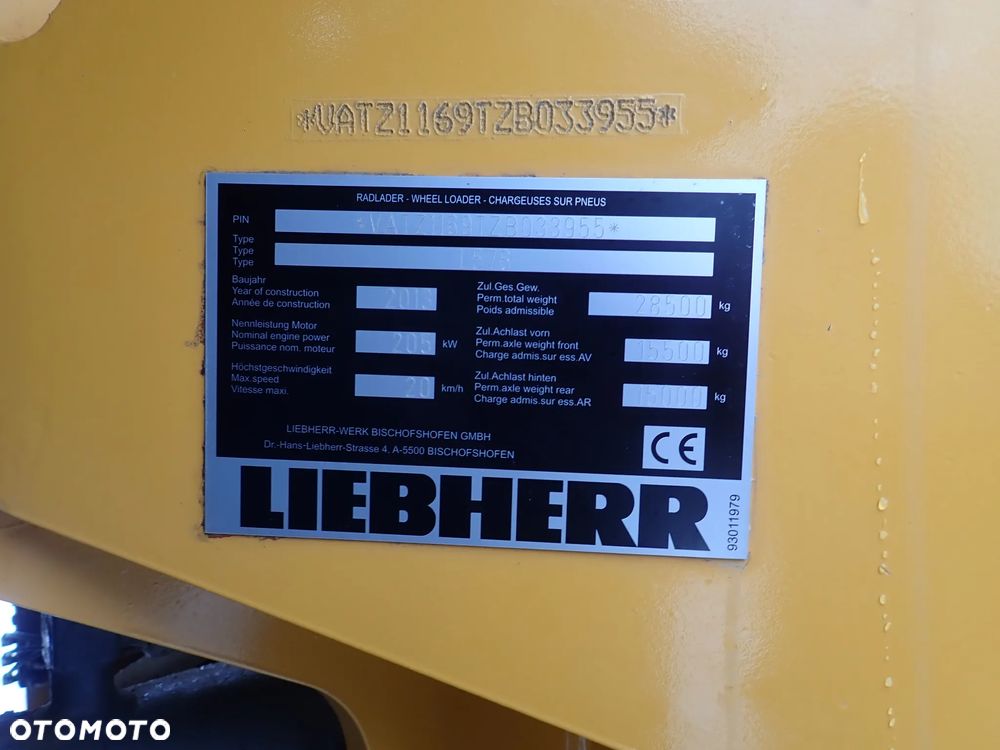 *VATZ1169TZB033955*
RADLADER - WHEEL LOADER - CHARGEUSES SUR PNEUS
PIN *VATZ1169TZB033955*
Type
Type
Type
Baujahr
Year of construction 2013
Année de construction
Nennleistung Motor
Nominal engine power 205 kW
Puissance nom. moteur
Höchstgeschwindigkeit
Max.speed 20 km/h
Vitesse maxi.
Zul.Ges.Gew.
Perm.total weight 28500 kg
Poids admissible
Zul.Achlast vorn
Perm.axle weight front 15500 kg
Charge admis.sur ess.AV
Zul.Achlast hinten
Perm.axle weight rear 15000 kg
Charge admis.sur ess.AR
LIEBHERR-WERK BISCHOFSHOFEN GMBH
Dr.-Hans-Liebherr-Strasse 4, A-5500 BISCHOFSHOFEN
CE
LIEBHERR
93011979
OTOMOTO